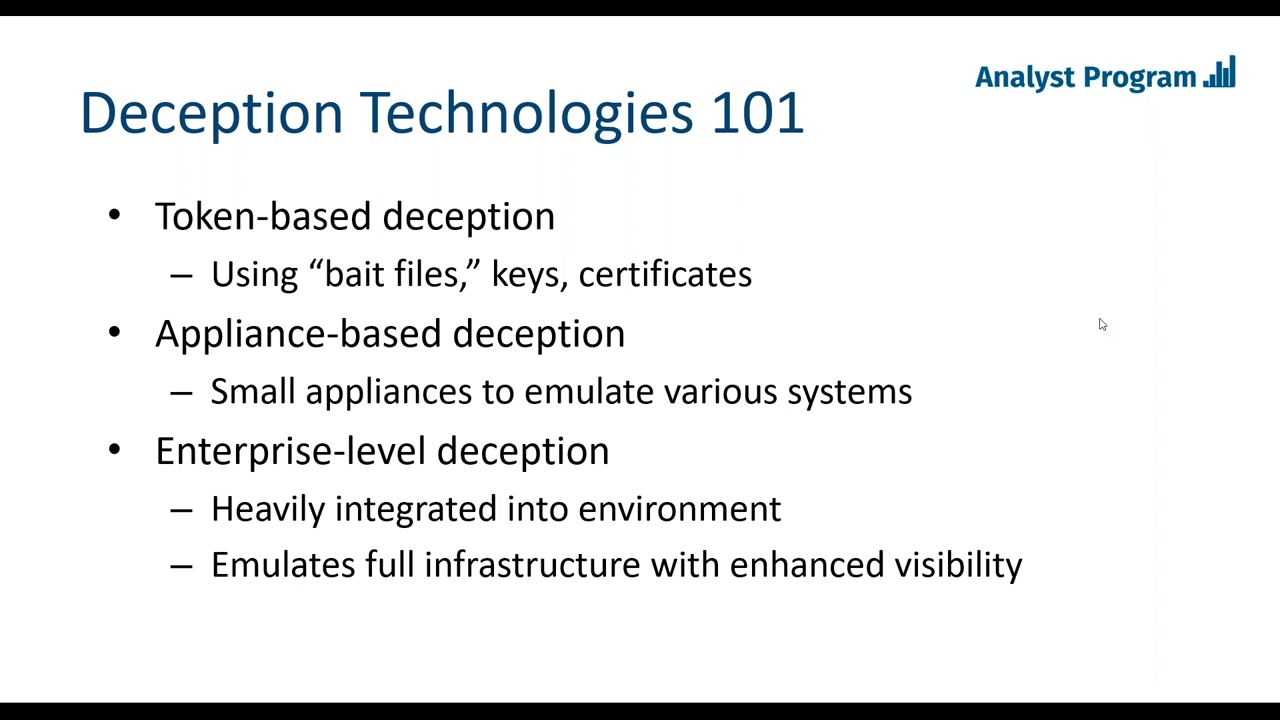 Analyst Program
Deception Technologies 101
• Token-based deception
– Using “bait files,” keys, certificates
• Appliance-based deception
– Small appliances to emulate various systems
• Enterprise-level deception
– Heavily integrated into environment
– Emulates full infrastructure with enhanced visibility